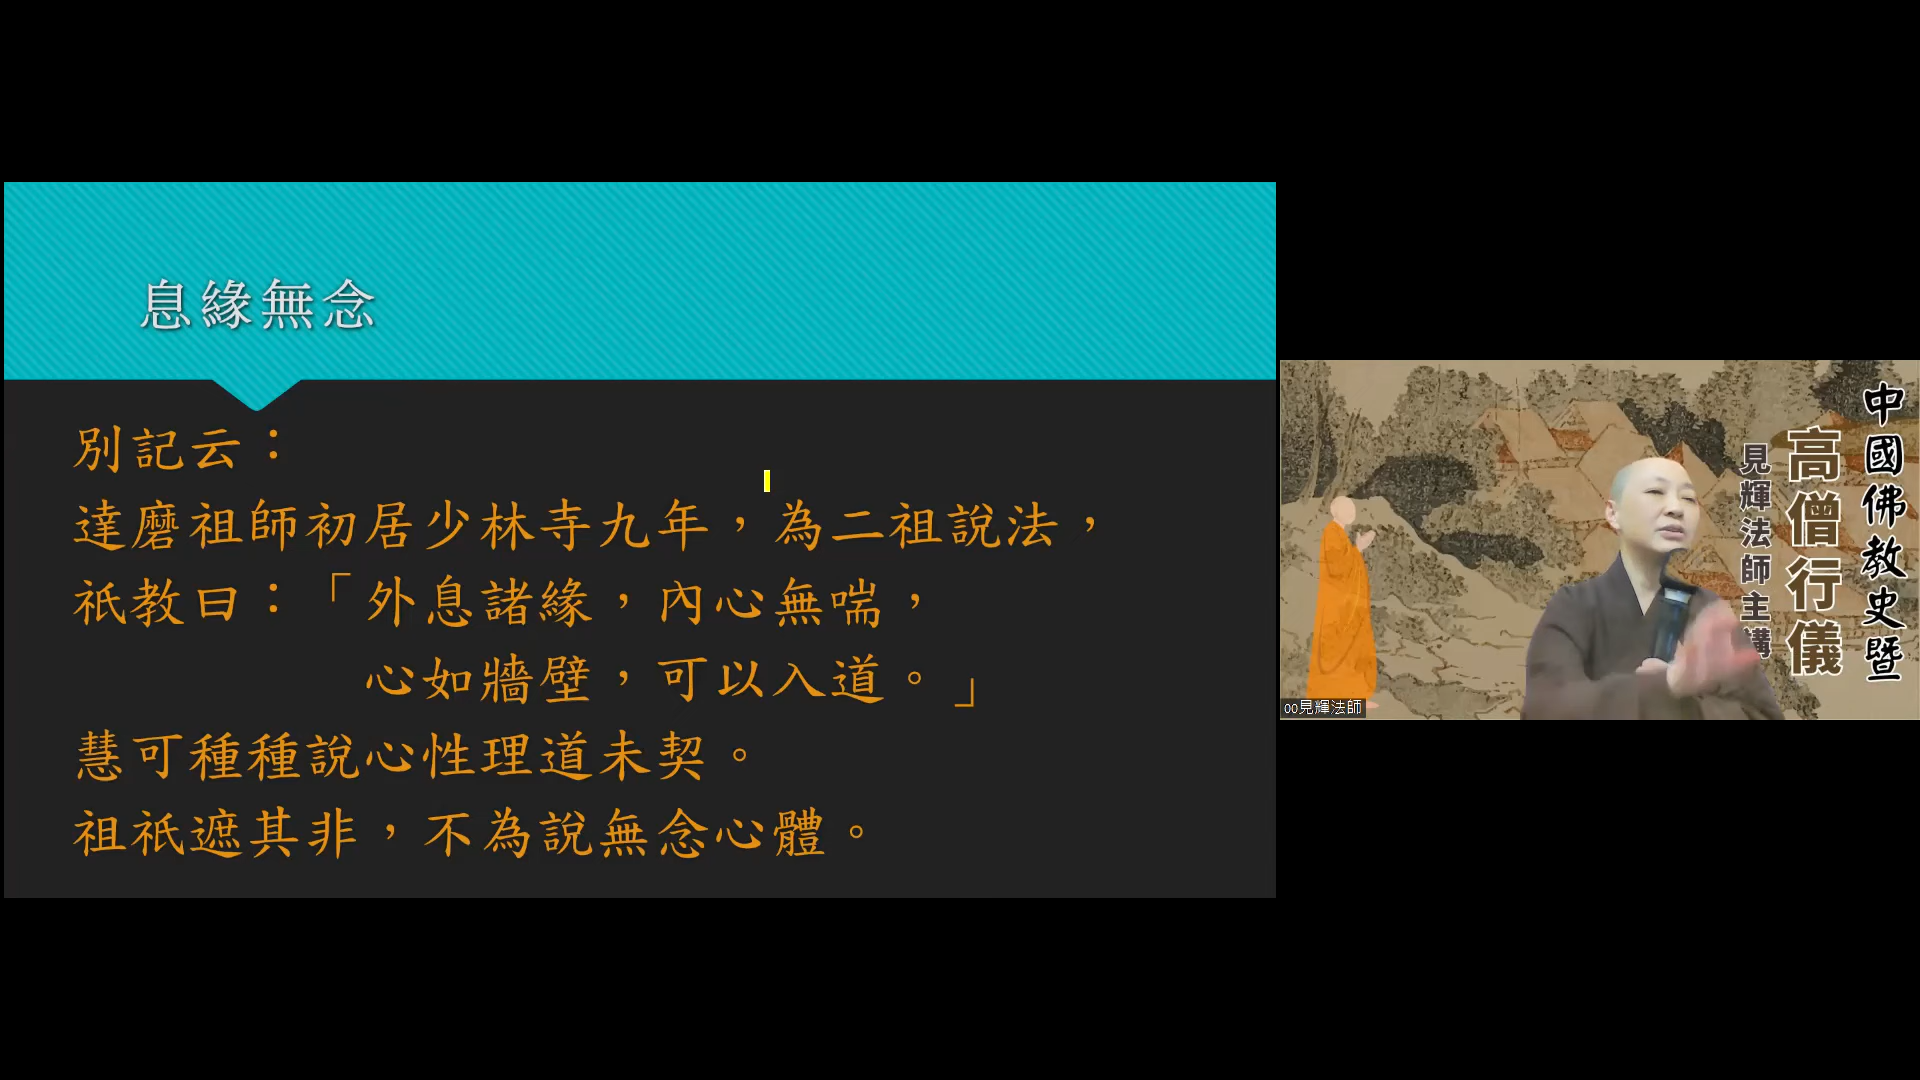 息緣無念
別記云：
達磨祖師初居少林寺九年，為二祖說法，
祇教曰：「外息諸緣，內心無喘，
心如牆壁，可以入道。」
慧可種種說心性理道未契。
祖祇遮其非，不為說無念心體。
中國佛教史暨
高僧行儀
見輝法師主講
oo見輝法師